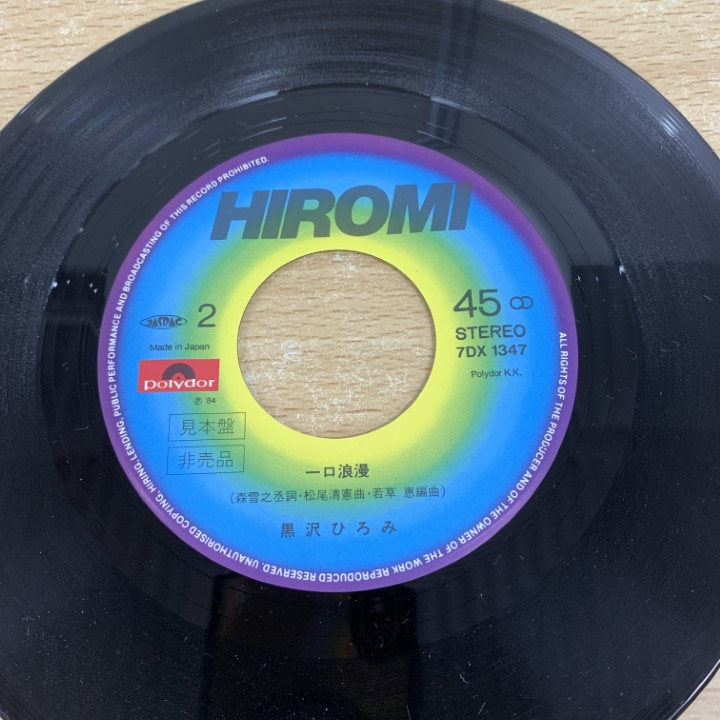 HIROMI
JASRAC 2
Made in Japan
polydor
℗ '84
見本盤
非売品
45
STEREO
7DX 1347
Polydor K.K.
一口浪漫
(森雪之丞詞・松尾清憲曲・若草 恵編曲)
黒沢ひろみ
ALL RIGHTS OF THE PRODUCER AND OF THE OWNER OF THE WORK REPRODUCED RESERVED. UNAUTHORISED COPYING, HIRING, LENDING, PUBLIC PERFORMANCE AND BROADCASTING OF THIS RECORD PROHIBITED.